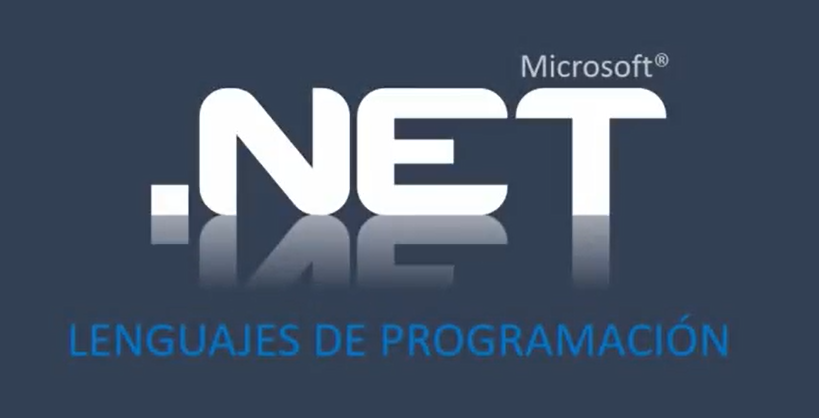 Microsoft®
.NET
LENGUAJES DE PROGRAMACIÓN